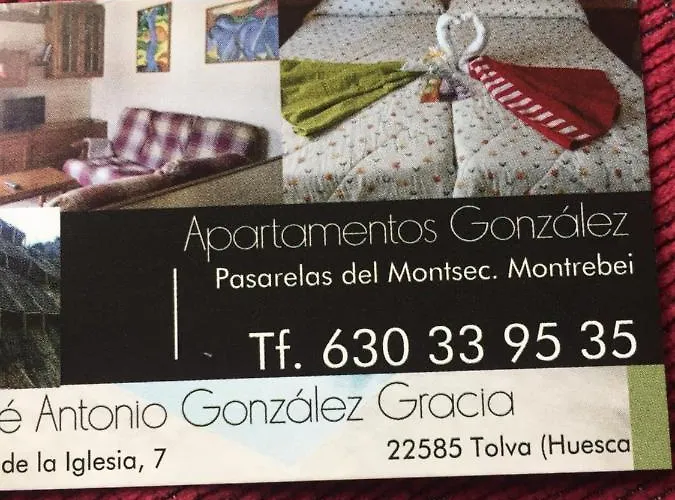 Apartamentos González
Pasarelas del Montsec. Montrebei
Tf. 630 33 95 35
é Antonio González Gracia
de la Iglesia, 7
22585 Tolva (Huesca